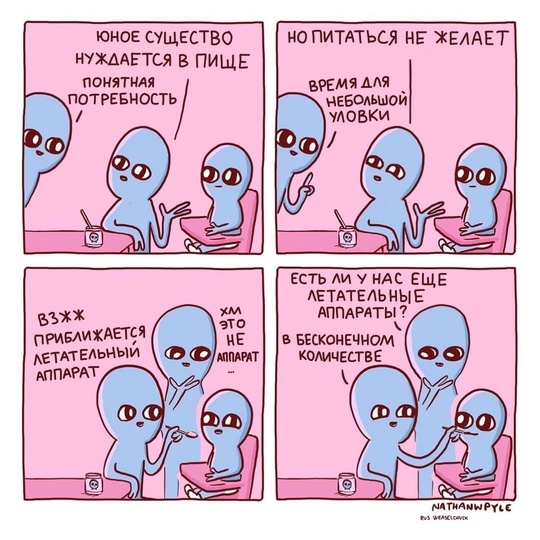 ЮНОЕ СУЩЕСТВО
НУЖДАЕТСЯ В ПИЩЕ
ПОНЯТНАЯ
ПОТРЕБНОСТЬ
НО ПИТАТЬСЯ НЕ ЖЕЛАЕТ
ВРЕМЯ ДЛЯ
НЕБОЛЬШОЙ
УЛОВКИ
ВЗЖЖ
ПРИБЛИЖАЕТСЯ
ЛЕТАТЕЛЬНЫЙ
АППАРАТ
ХМ
ЭТО
НЕ
АППАРАТ
...
ЕСТЬ ЛИ У НАС ЕЩЕ
ЛЕТАТЕЛЬНЫЕ
АППАРАТЫ?
В БЕСКОНЕЧНОМ
КОЛИЧЕСТВЕ
NATHANWPYLE
RUS WEASELCHUCK